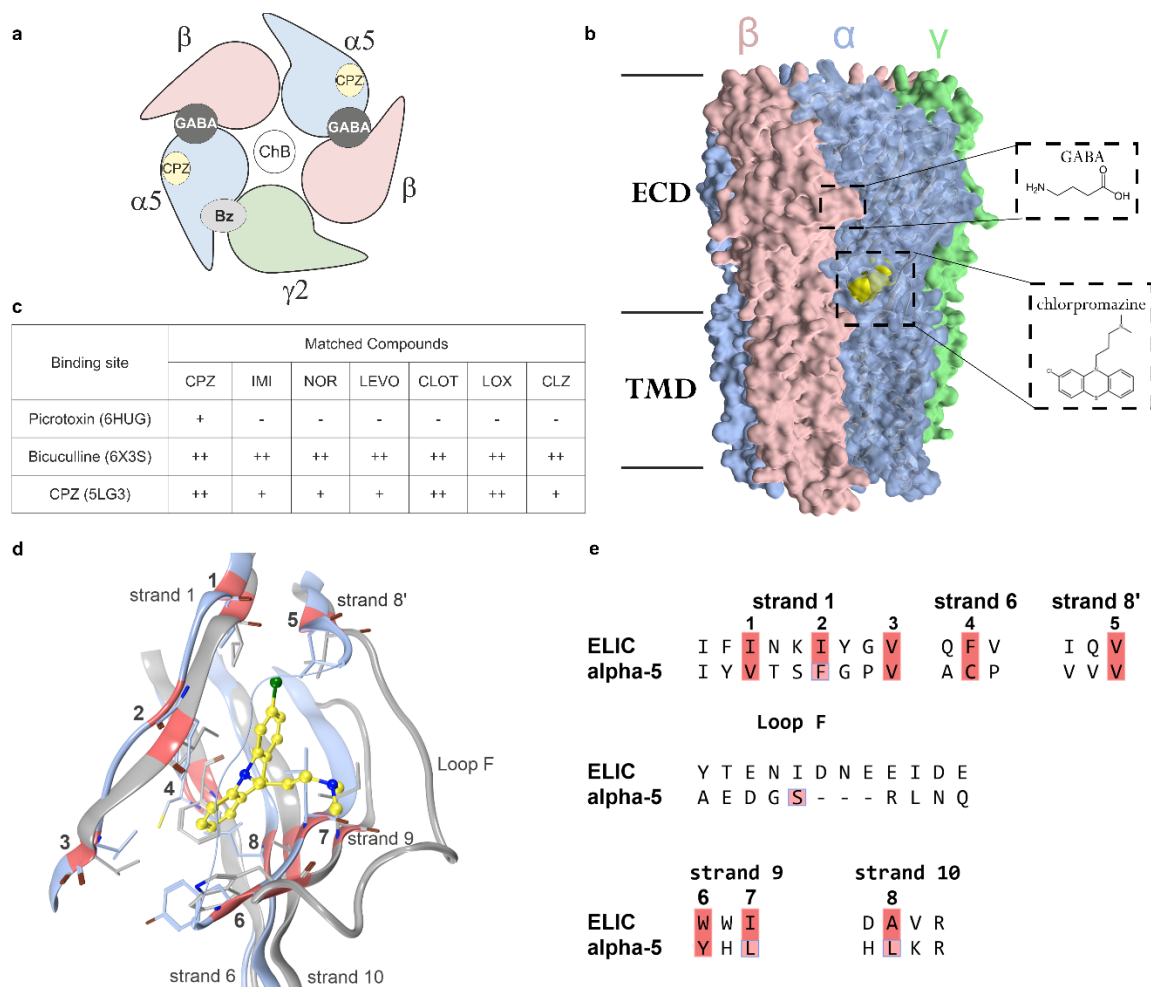 a
β
α5
CPZ
GABA
GABA
ChB
CPZ
β
α5
Bz
γ2
b
β α γ
ECD
TMD
GABA
H₂N
O
OH
chlorpromazine
N
N
Cl
S
c
Binding site
Matched Compounds
CPZ IMI NOR LEVO CLOT LOX CLZ
Picrotoxin (6HUG) + - - - - - -
Bicuculline (6X3S) ++ ++ ++ ++ ++ ++ ++
CPZ (5LG3) ++ + + + ++ ++ +
d
1
strand 1
5
strand 8'
2
Loop F
4
3
8
7
strand 9
6
strand 6
strand 10
e
strand 1 strand 6 strand 8'
1 2 3 4 5
ELIC I F I N K I Y G V Q F V I Q V
alpha-5 I Y V T S F G P V A C P V V V
Loop F
ELIC Y T E N I D N E E I D E
alpha-5 A E D G S - - - R L N Q
strand 9 strand 10
6 7 8
ELIC W W I D A V R
alpha-5 Y H L H L K R